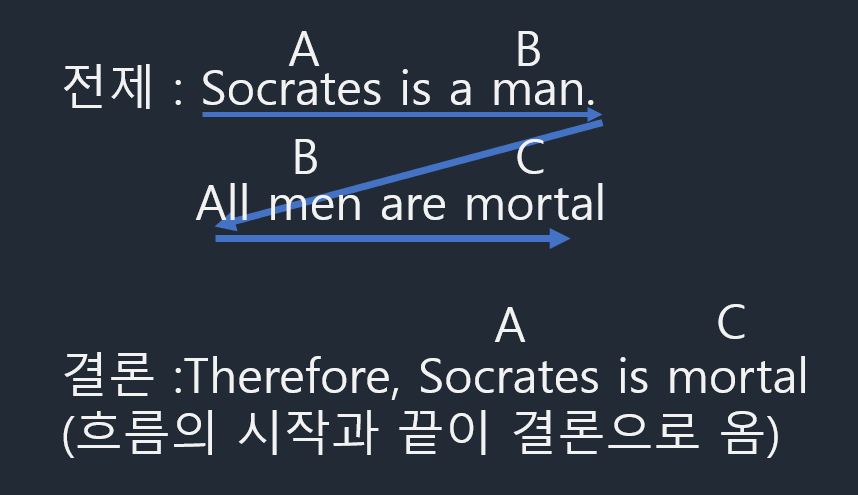 A B
전제 : Socrates is a man.
B C
All men are mortal
A C
결론 :Therefore, Socrates is mortal
(흐름의 시작과 끝이 결론으로 옴)